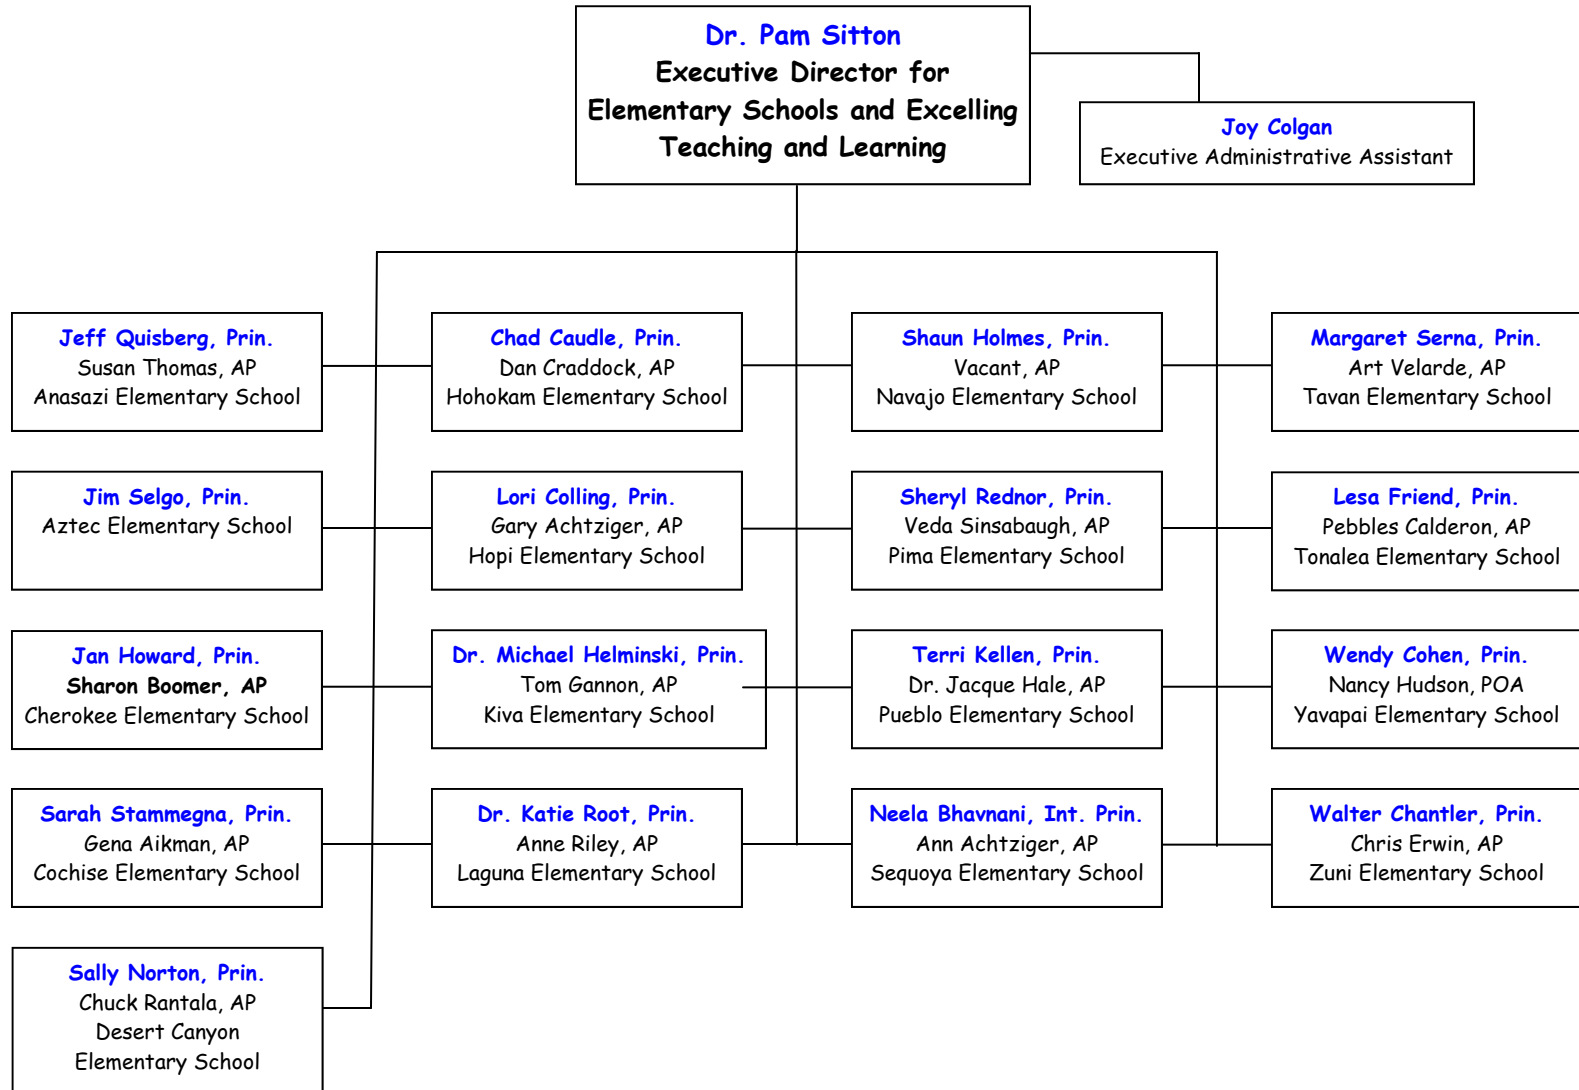 Dr. Pam Sitton
Executive Director for
Elementary Schools and Excelling
Teaching and Learning
Joy Colgan
Executive Administrative Assistant
Jeff Quisberg, Prin.
Susan Thomas, AP
Anasazi Elementary School
Chad Caudle, Prin.
Dan Craddock, AP
Hohokam Elementary School
Shaun Holmes, Prin.
Vacant, AP
Navajo Elementary School
Margaret Serna, Prin.
Art Velarde, AP
Tavan Elementary School
Jim Selgo, Prin.
Aztec Elementary School
Lori Colling, Prin.
Gary Achtziger, AP
Hopi Elementary School
Sheryl Rednor, Prin.
Veda Sinsabaugh, AP
Pima Elementary School
Lesa Friend, Prin.
Pebbles Calderon, AP
Tonalea Elementary School
Jan Howard, Prin.
Sharon Boomer, AP
Cherokee Elementary School
Dr. Michael Helminski, Prin.
Tom Gannon, AP
Kiva Elementary School
Terri Kellen, Prin.
Dr. Jacque Hale, AP
Pueblo Elementary School
Wendy Cohen, Prin.
Nancy Hudson, POA
Yavapai Elementary School
Sarah Stammegna, Prin.
Gena Aikman, AP
Cochise Elementary School
Dr. Katie Root, Prin.
Anne Riley, AP
Laguna Elementary School
Neela Bhavnani, Int. Prin.
Ann Achtziger, AP
Sequoya Elementary School
Walter Chantler, Prin.
Chris Erwin, AP
Zuni Elementary School
Sally Norton, Prin.
Chuck Rantala, AP
Desert Canyon
Elementary School